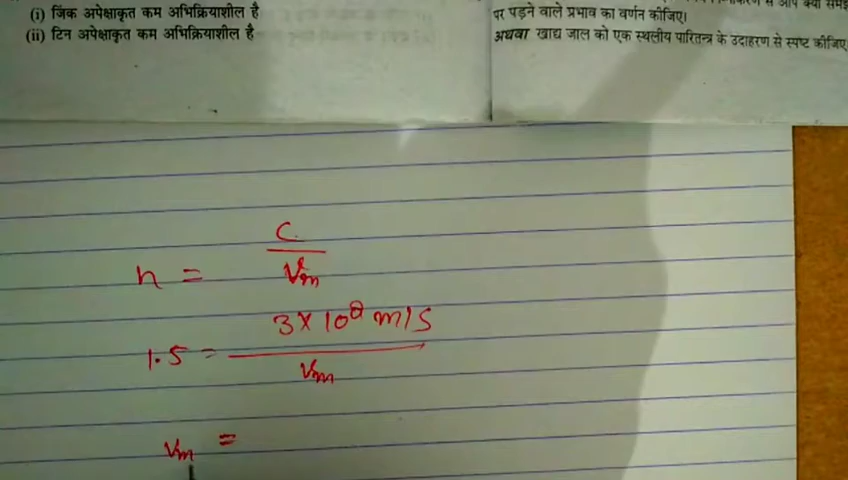 (i) जिंक अपेक्षाकृत कम अभिक्रियाशील है
(ii) टिन अपेक्षाकृत कम अभिक्रियाशील है
से आप क्या
पर पड़ने वाले प्रभाव का वर्णन कीजिए।
अथवा खाद्य जाल को एक स्थलीय पारितन्त्र के उदाहरण से स्पष्ट कीजिए
n = C / Vm
1.5 = 3 × 10⁸ m/s / Vm
Vm =